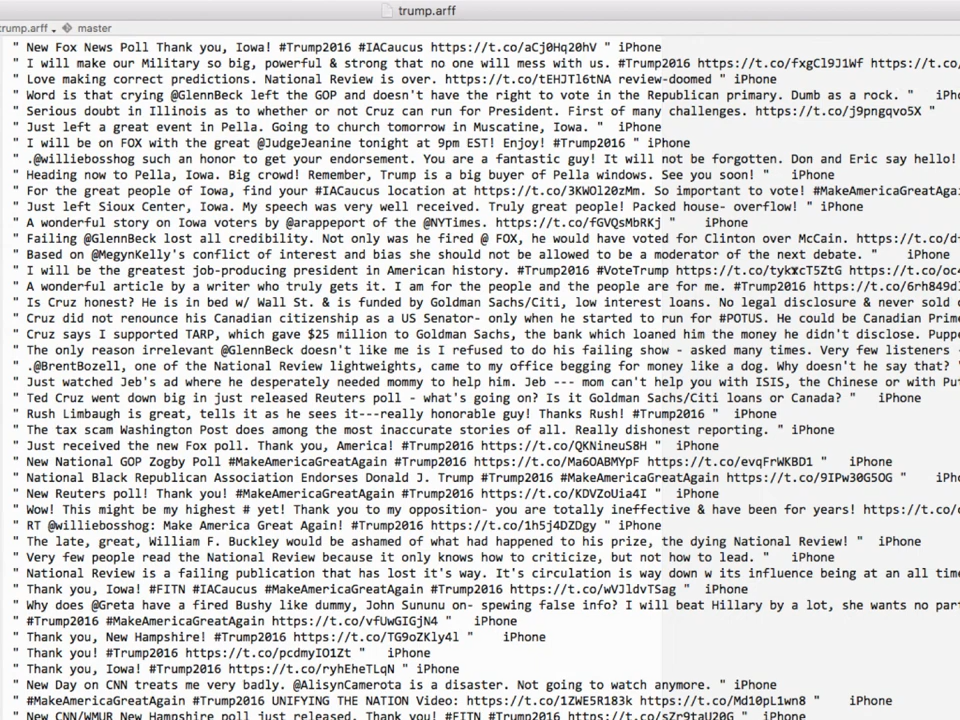 trump.arff
trump.arff master
" New Fox News Poll Thank you, Iowa! #Trump2016 #IACaucus https://t.co/aCj0Hq20hV " iPhone
" I will make our Military so big, powerful & strong that no one will mess with us. #Trump2016 https://t.co/fxgCl9J1Wf https://t.co/
" Love making correct predictions. National Review is over. https://t.co/tEHJTl6tNA review-doomed " iPhone
" Word is that crying @GlennBeck left the GOP and doesn't have the right to vote in the Republican primary. Dumb as a rock. " iPh
" Serious doubt in Illinois as to whether or not Cruz can run for President. First of many challenges. https://t.co/j9pngqvo5X "
" Just left a great event in Pella. Going to church tomorrow in Muscatine, Iowa. " iPhone
" I will be on FOX with the great @JudgeJeanine tonight at 9pm EST! Enjoy! #Trump2016 " iPhone
" .@williebosshog such an honor to get your endorsement. You are a fantastic guy! It will not be forgotten. Don and Eric say hello!
" Heading now to Pella, Iowa. Big crowd! Remember, Trump is a big buyer of Pella windows. See you soon! " iPhone
" For the great people of Iowa, find your #IACaucus location at https://t.co/3KWOl20zMm. So important to vote! #MakeAmericaGreatAgai
" Just left Sioux Center, Iowa. My speech was very well received. Truly great people! Packed house- overflow! " iPhone
" A wonderful story on Iowa voters by @arappeport of the @NYTimes. https://t.co/fGVQsMbRKj " iPhone
" Failing @GlennBeck lost all credibility. Not only was he fired @ FOX, he would have voted for Clinton over McCain. https://t.co/d
" Based on @MegynKelly's conflict of interest and bias she should not be allowed to be a moderator of the next debate. " iPhone
" I will be the greatest job-producing president in American history. #Trump2016 #VoteTrump https://t.co/tykxcT5ZtG https://t.co/oc
" A wonderful article by a writer who truly gets it. I am for the people and the people are for me. #Trump2016 https://t.co/6rh849d
" Is Cruz honest? He is in bed w/ Wall St. & is funded by Goldman Sachs/Citi, low interest loans. No legal disclosure & never sold
" Cruz did not renounce his Canadian citizenship as a US Senator- only when he started to run for #POTUS. He could be Canadian Prime
" Cruz says I supported TARP, which gave $25 million to Goldman Sachs, the bank which loaned him the money he didn't disclose. Puppe
" The only reason irrelevant @GlennBeck doesn't like me is I refused to do his failing show - asked many times. Very few listeners -
" .@BrentBozell, one of the National Review lightweights, came to my office begging for money like a dog. Why doesn't he say that? "
" Just watched Jeb's ad where he desperately needed mommy to help him. Jeb --- mom can't help you with ISIS, the Chinese or with Put
" Ted Cruz went down big in just released Reuters poll - what's going on? Is it Goldman Sachs/Citi loans or Canada? " iPhone
" Rush Limbaugh is great, tells it as he sees it---really honorable guy! Thanks Rush! #Trump2016 " iPhone
" The tax scam Washington Post does among the most inaccurate stories of all. Really dishonest reporting. " iPhone
" Just received the new Fox poll. Thank you, America! #Trump2016 https://t.co/QKNineuS8H " iPhone
" New National GOP Zogby Poll #MakeAmericaGreatAgain #Trump2016 https://t.co/Ma6OABMYpF https://t.co/evqFrWKBD1 " iPhone
" National Black Republican Association Endorses Donald J. Trump #Trump2016 #MakeAmericaGreatAgain https://t.co/9IPw30G5OG " iPho
" New Reuters poll! Thank you! #MakeAmericaGreatAgain #Trump2016 https://t.co/KDVZoUia4I " iPhone
" Wow! This might be my highest # yet! Thank you to my opposition- you are totally ineffective & have been for years! https://t.co/
" RT @williebosshog: Make America Great Again! #Trump2016 https://t.co/1h5j4DZDgy " iPhone
" The late, great, William F. Buckley would be ashamed of what had happened to his prize, the dying National Review! " iPhone
" Very few people read the National Review because it only knows how to criticize, but not how to lead. " iPhone
" National Review is a failing publication that has lost it's way. It's circulation is way down w its influence being at an all time
" Thank you, Iowa! #FITN #IACaucus #MakeAmericaGreatAgain #Trump2016 https://t.co/wVJldvTSag " iPhone
" Why does @Greta have a fired Bushy like dummy, John Sununu on- spewing false info? I will beat Hillary by a lot, she wants no part
" #Trump2016 #MakeAmericaGreatAgain https://t.co/vfUwGIGjN4 " iPhone
" Thank you, New Hampshire! #Trump2016 https://t.co/TG9oZKly4l " iPhone
" Thank you! #Trump2016 https://t.co/pcdmyIO1Zt " iPhone
" Thank you, Iowa! #Trump2016 https://t.co/ryhEheTLqN " iPhone
" New Day on CNN treats me very badly. @AlisynCamerota is a disaster. Not going to watch anymore. " iPhone
" #MakeAmericaGreatAgain #Trump2016 UNIFYING THE NATION Video: https://t.co/1ZWE5R183k https://t.co/Md10pL1wn8 " iPhone
" New CNN/WMUR New Hampshire poll just released. Thank you! #FITN #Trump2016 https://t.co/sZr9taU20G " iPhone